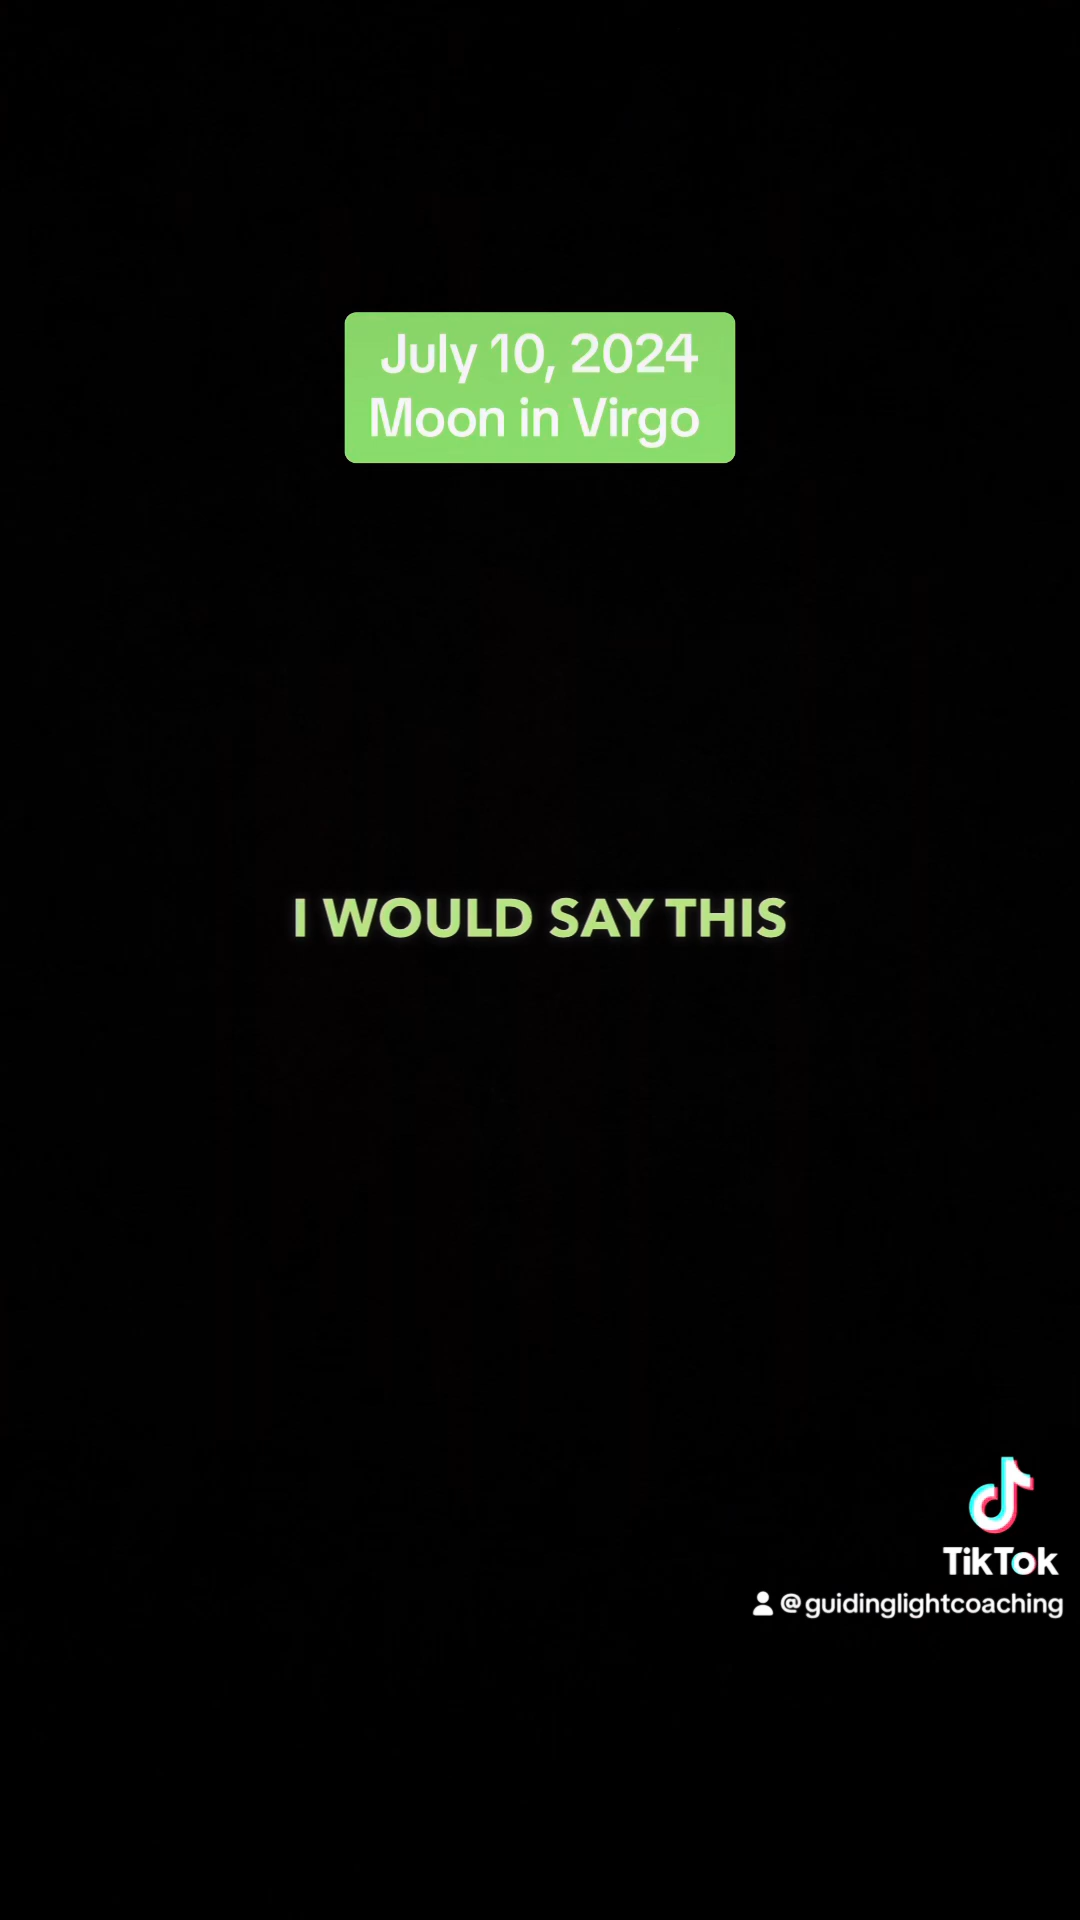 July 10, 2024
Moon in Virgo
I WOULD SAY THIS
TikTok
@guidinglightcoaching